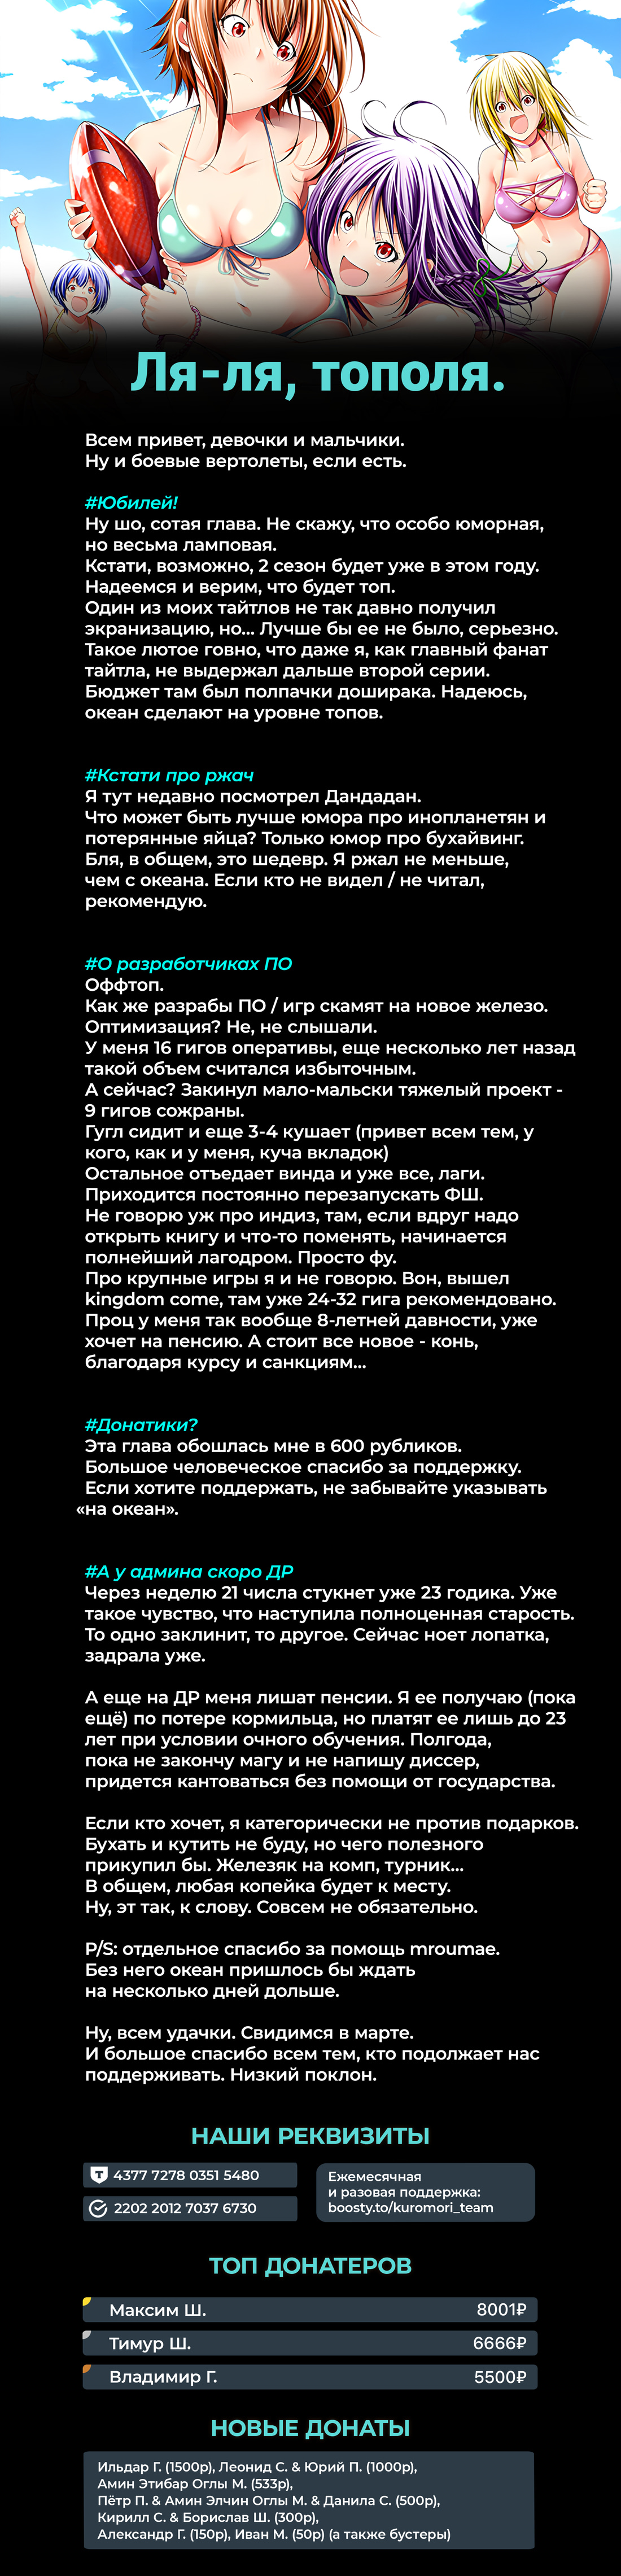 Ля-ля, тополя.
Всем привет, девочки и мальчики.
Ну и боевые вертолеты, если есть.
#Юбилей!
Ну шо, сотая глава. Не скажу, что особо юморная,
но весьма ламповая.
Кстати, возможно, 2 сезон будет уже в этом году.
Надеемся и верим, что будет топ.
Один из моих тайтлов не так давно получил
экранизацию, но... Лучше бы ее не было, серьезно.
Такое лютое говно, что даже я, как главный фанат
тайтла, не выдержал дальше второй серии.
Бюджет там был полпачки доширака. Надеюсь,
океан сделают на уровне топов.
#Кстати про ржач
Я тут недавно посмотрел Дандадан.
Что может быть лучше юмора про инопланетян и
потерянные яйца? Только юмор про бухайвинг.
Бля, в общем, это шедевр. Я ржал не меньше,
чем с океана. Если кто не видел / не читал,
рекомендую.
#О разработчиках ПО
Оффтоп.
Как же разрабы ПО / игр скамят на новое железо.
Оптимизация? Не, не слышали.
У меня 16 гигов оперативы, еще несколько лет назад
такой объем считался избыточным.
А сейчас? Закинул мало-мальски тяжелый проект -
9 гигов сожраны.
Гугл сидит и еще 3-4 кушает (привет всем тем, у
кого, как и у меня, куча вкладок)
Остальное отъедает винда и уже все, лаги.
Приходится постоянно перезапускать ФШ.
Не говорю уж про индиз, там, если вдруг надо
открыть книгу и что-то поменять, начинается
полнейший лагодром. Просто фу.
Про крупные игры я и не говорю. Вон, вышел
kingdom come, там уже 24-32 гига рекомендовано.
Проц у меня так вообще 8-летней давности, уже
хочет на пенсию. А стоит все новое - конь,
благодаря курсу и санкциям...
#Донатики?
Эта глава обошлась мне в 600 рубликов.
Большое человеческое спасибо за поддержку.
Если хотите поддержать, не забывайте указывать
«на океан».
#А у админа скоро ДР
Через неделю 21 числа стукнет уже 23 годика. Уже
такое чувство, что наступила полноценная старость.
То одно заклинит, то другое. Сейчас ноет лопатка,
задрала уже.
А еще на ДР меня лишат пенсии. Я ее получаю (пока
ещё) по потере кормильца, но платят ее лишь до 23
лет при условии очного обучения. Полгода,
пока не закончу магу и не напишу диссер,
придется кантоваться без помощи от государства.
Если кто хочет, я категорически не против подарков.
Бухать и кутить не буду, но чего полезного
прикупил бы. Железяк на комп, турник...
В общем, любая копейка будет к месту.
Ну, эт так, к слову. Совсем не обязательно.
P/S: отдельное спасибо за помощь mroumae.
Без него океан пришлось бы ждать
на несколько дней дольше.
Ну, всем удачки. Свидимся в марте.
И большое спасибо всем тем, кто подолжает нас
поддерживать. Низкий поклон.
НАШИ РЕКВИЗИТЫ
Т 4377 7278 0351 5480
2202 2012 7037 6730
Ежемесячная
и разовая поддержка:
boosty.to/kuromori_team
ТОП ДОНАТЕРОВ
Максим Ш. 8001₽
Тимур Ш. 6666₽
Владимир Г. 5500₽
НОВЫЕ ДОНАТЫ
Ильдар Г. (1500р), Леонид С. & Юрий П. (1000р),
Амин Этибар Оглы М. (533р),
Пётр П. & Амин Элчин Оглы М. & Данила С. (500р),
Кирилл С. & Борислав Ш. (300р),
Александр Г. (150р), Иван М. (50р) (а также бустеры)